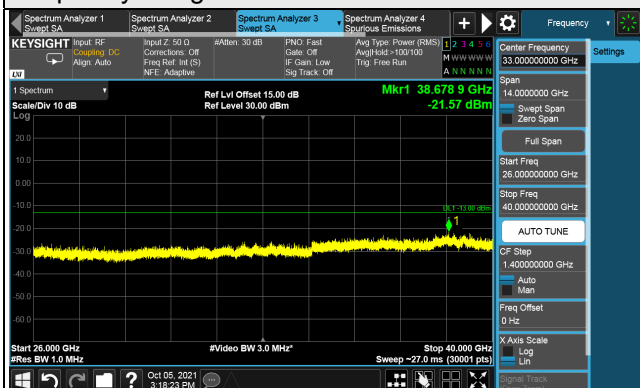 Spectrum Analyzer 1
Swept SA
Spectrum Analyzer 2
Swept SA
Spectrum Analyzer 3
Swept SA
Spectrum Analyzer 4
Spurious Emissions
Frequency
KEYSIGHT
LXI
Input: RF
Coupling: DC
Align: Auto
Input Z: 50 Ω
Corrections: Off
Freq Ref: Int (S)
NFE: Adaptive
#Atten: 30 dB
PNO: Fast
Gate: Off
IF Gain: Low
Sig Track: Off
Avg Type: Power (RMS)
Avg|Hold:>100/100
Trig: Free Run
1 2 3 4 5 6
M W W W W W
A N N N N N
1 Spectrum
Scale/Div 10 dB
Ref Lvl Offset 15.00 dB
Ref Level 30.00 dBm
Mkr1 38.678 9 GHz
-21.57 dBm
Log
20.0
10.0
0.00
-10.0
-20.0
-30.0
-40.0
-50.0
-60.0
DL1 -13.00 dBm
1
Start 26.000 GHz
#Res BW 1.0 MHz
#Video BW 3.0 MHz*
Stop 40.000 GHz
Sweep ~27.0 ms (30001 pts)
Oct 05, 2021
3:18:23 PM
Center Frequency
33.000000000 GHz
Settings
Span
14.0000000 GHz
Swept Span
Zero Span
Full Span
Start Freq
26.000000000 GHz
Stop Freq
40.000000000 GHz
AUTO TUNE
CF Step
1.400000000 GHz
Auto
Man
Freq Offset
0 Hz
X Axis Scale
Log
Lin
Signal Track